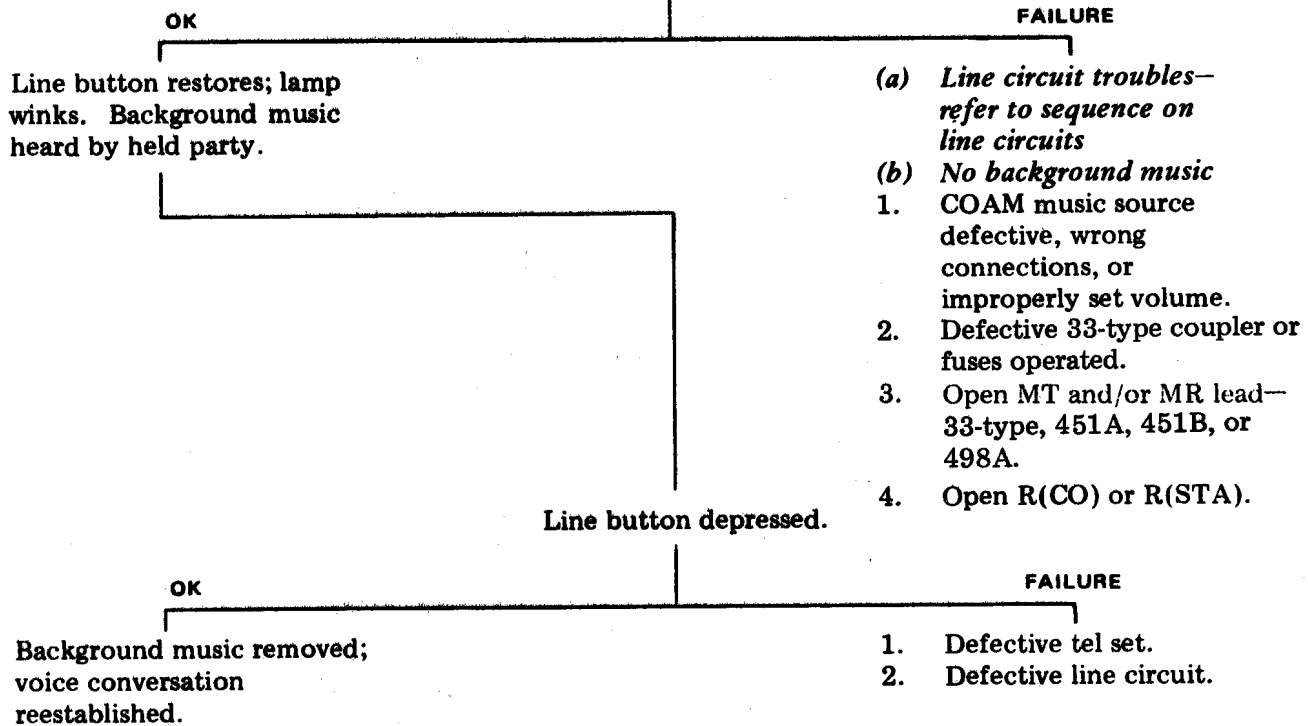 OK
FAILURE
Line button restores; lamp
winks. Background music
heard by held party.
(a) Line circuit troubles—
refer to sequence on
line circuits
(b) No background music
1. COAM music source
defective, wrong
connections, or
improperly set volume.
2. Defective 33-type coupler or
fuses operated.
3. Open MT and/or MR lead—
33-type, 451A, 451B, or
498A.
4. Open R(CO) or R(STA).
Line button depressed.
OK
FAILURE
Background music removed;
voice conversation
reestablished.
1. Defective tel set.
2. Defective line circuit.